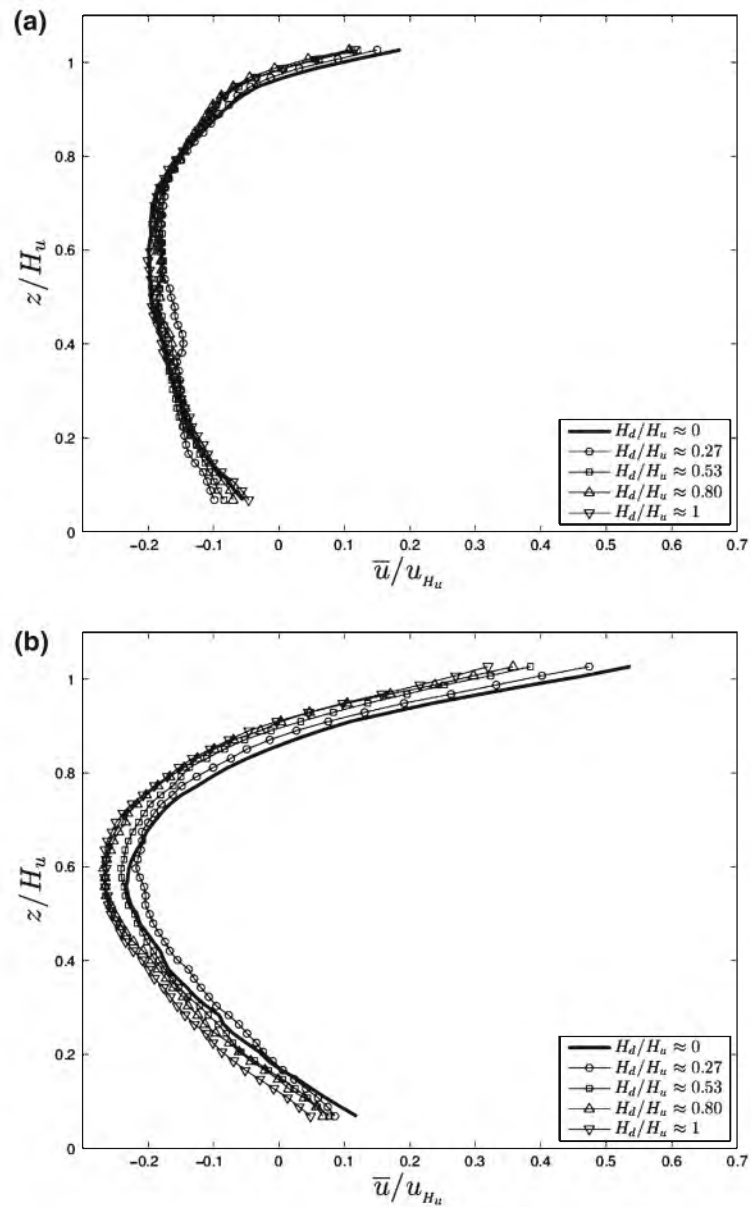 (a)
1
0.8
0.6
0.4
0.2
0
z/H_u
−0.2 −0.1 0 0.1 0.2 0.3 0.4 0.5 0.6 0.7
u̅/u_{H_u}
H_d/H_u ≈ 0
H_d/H_u ≈ 0.27
H_d/H_u ≈ 0.53
H_d/H_u ≈ 0.80
H_d/H_u ≈ 1
(b)
1
0.8
0.6
0.4
0.2
0
z/H_u
−0.2 −0.1 0 0.1 0.2 0.3 0.4 0.5 0.6 0.7
u̅/u_{H_u}
H_d/H_u ≈ 0
H_d/H_u ≈ 0.27
H_d/H_u ≈ 0.53
H_d/H_u ≈ 0.80
H_d/H_u ≈ 1